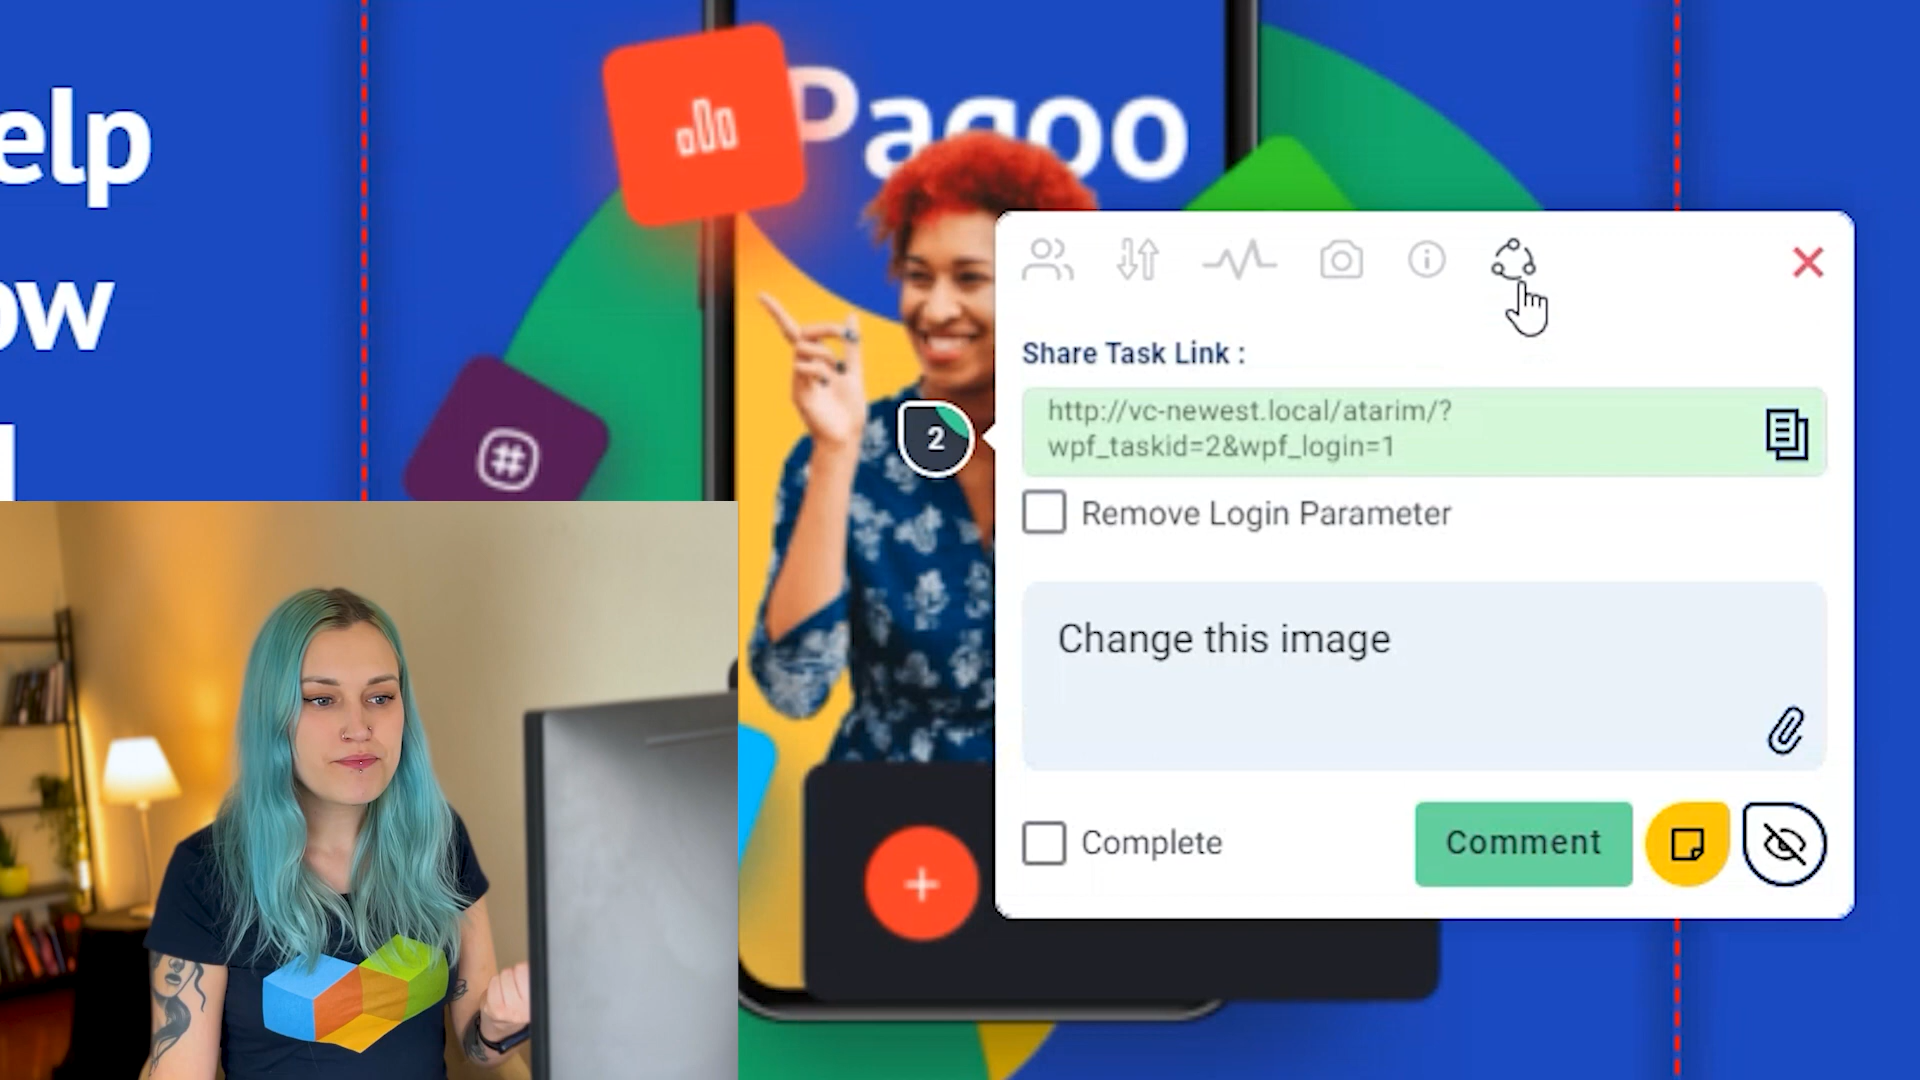 elp
ow
Pagoo
#
2
Share Task Link :
http://vc-newest.local/atarim/?
wpf_taskid=2&wpf_login=1
Remove Login Parameter
Change this image
Complete
Comment